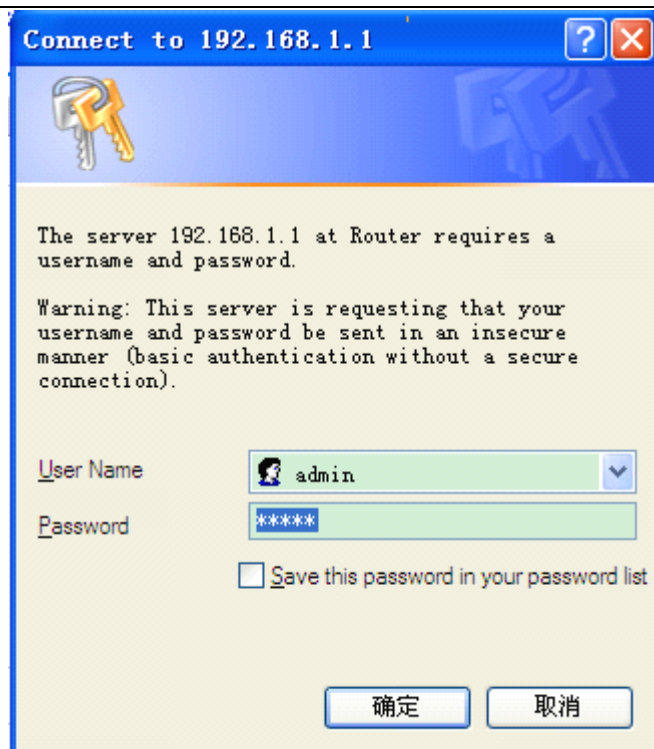 Connect to 192.168.1.1
The server 192.168.1.1 at Router requires a
username and password.
Warning: This server is requesting that your
username and password be sent in an insecure
manner (basic authentication without a secure
connection).
User Name
admin
Password
*****
Save this password in your password list
确定
取消